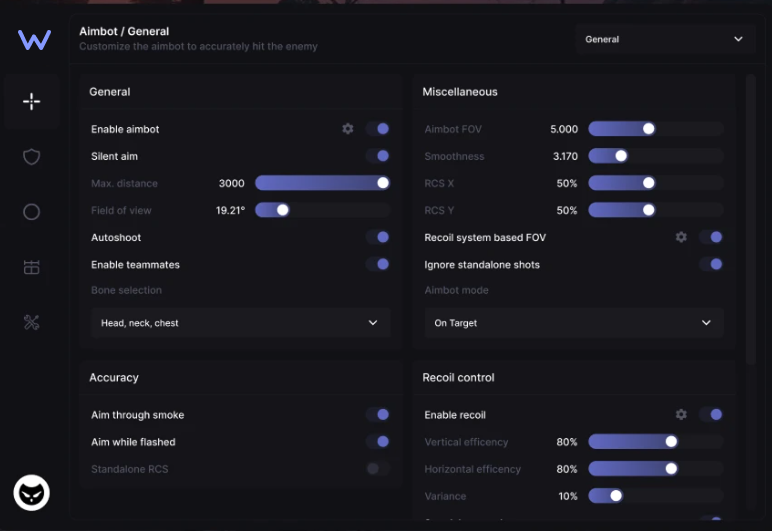 Aimbot / General
Customize the aimbot to accurately hit the enemy
General
General
Enable aimbot
Silent aim
Max. distance 3000
Field of view 19.21°
Autoshoot
Enable teammates
Bone selection
Head, neck, chest
Miscellaneous
Aimbot FOV 5.000
Smoothness 3.170
RCS X 50%
RCS Y 50%
Recoil system based FOV
Ignore standalone shots
Aimbot mode
On Target
Accuracy
Aim through smoke
Aim while flashed
Standalone RCS
Recoil control
Enable recoil
Vertical efficency 80%
Horizontal efficency 80%
Variance 10%